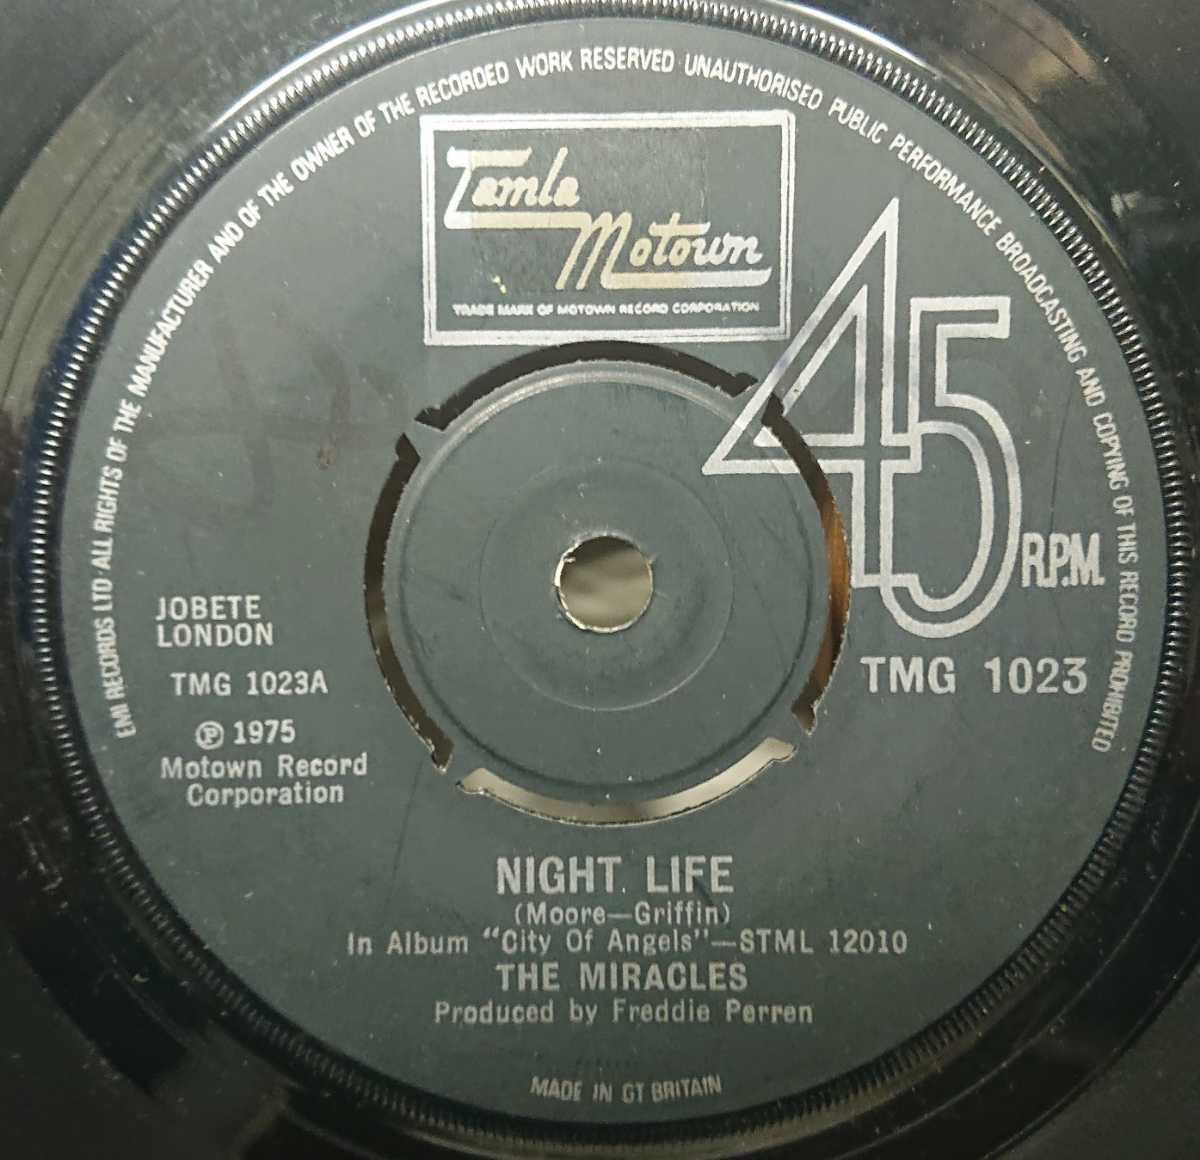 EMI RECORDS LTD ALL RIGHTS OF THE MANUFACTURER AND OF THE OWNER OF THE RECORDED WORK RESERVED UNAUTHORISED PUBLIC PERFORMANCE BROADCASTING AND COPYING OF THIS RECORD PROHIBITED
Tamla
Motown
TRADE MARK OF MOTOWN RECORD CORPORATION
45
R.P.M.
JOBETE
LONDON
TMG 1023A
TMG 1023
℗ 1975
Motown Record
Corporation
NIGHT LIFE
(Moore—Griffin)
In Album "City Of Angels"—STML 12010
THE MIRACLES
Produced by Freddie Perren
MADE IN GT BRITAIN